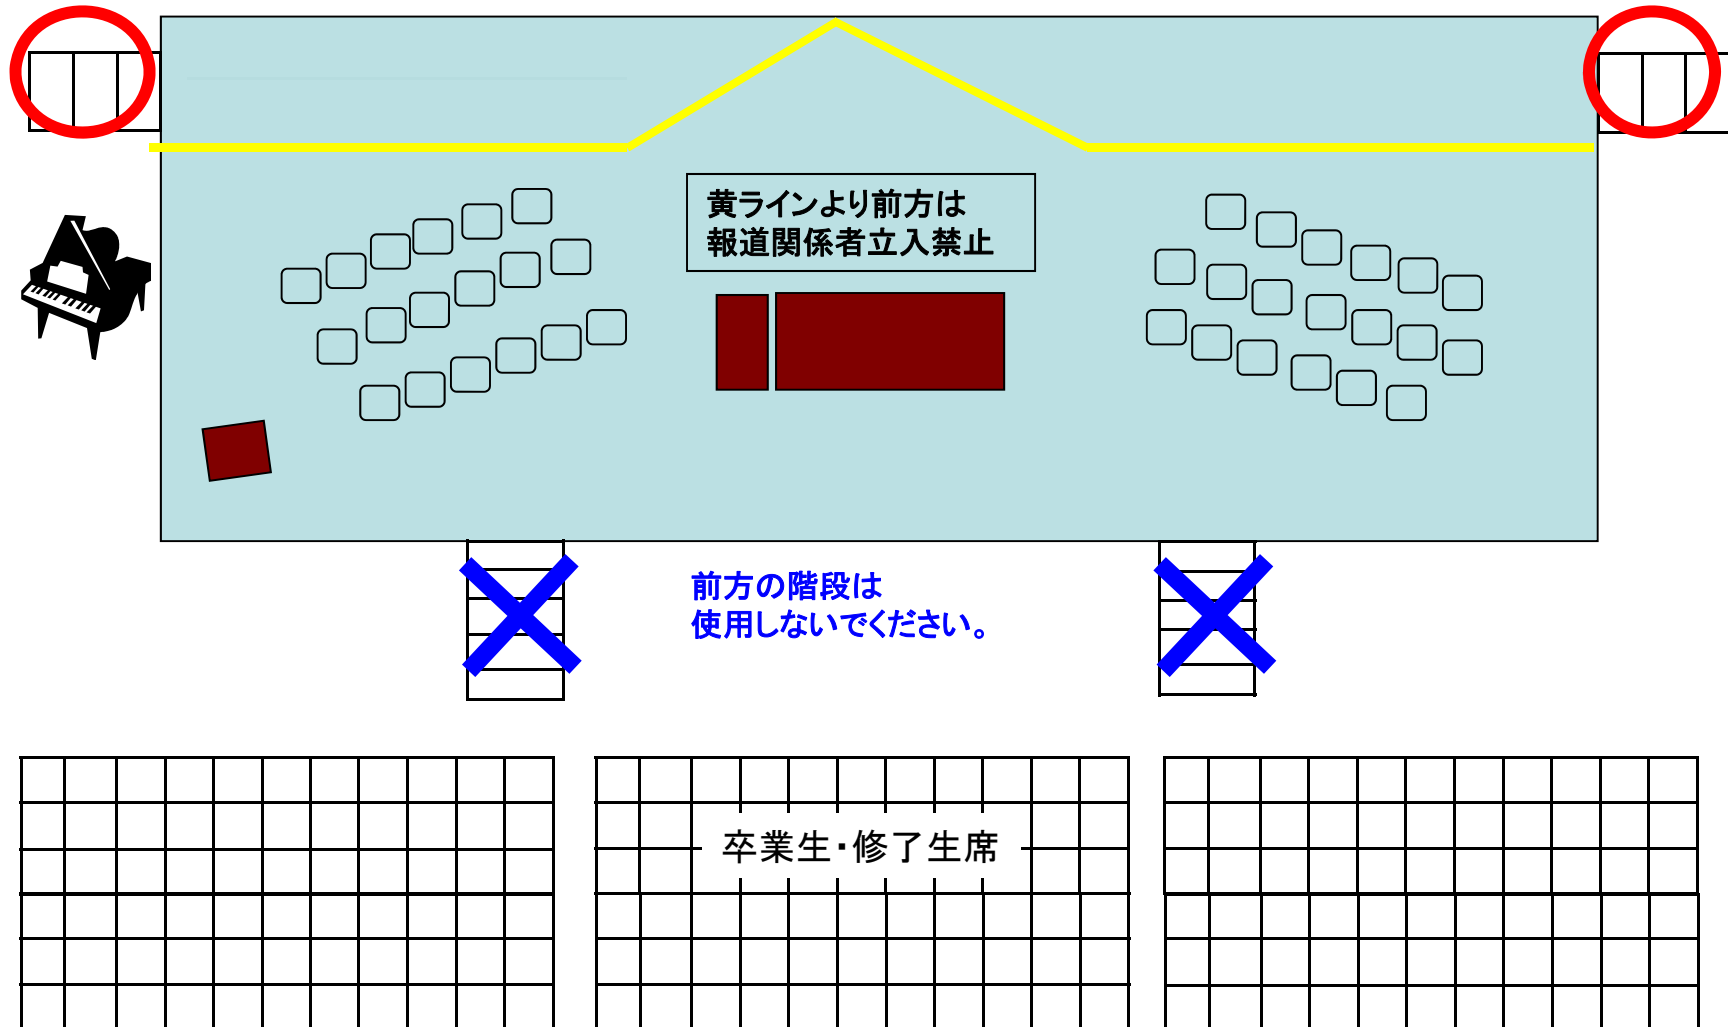 黄ラインより前方は
報道関係者立入禁止
前方の階段は
使用しないでください。
卒業生・修了生席